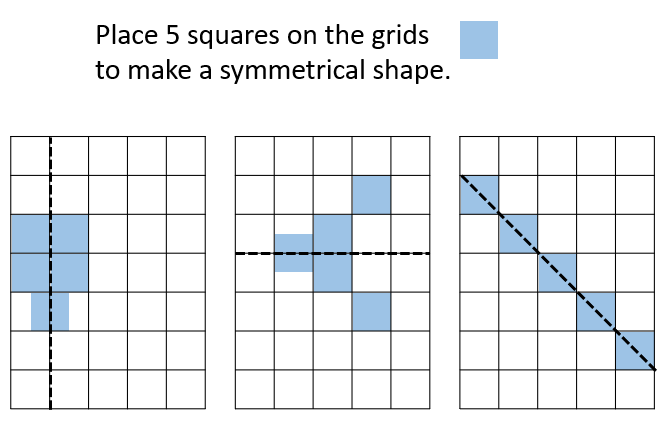 Place 5 squares on the grids
to make a symmetrical shape.